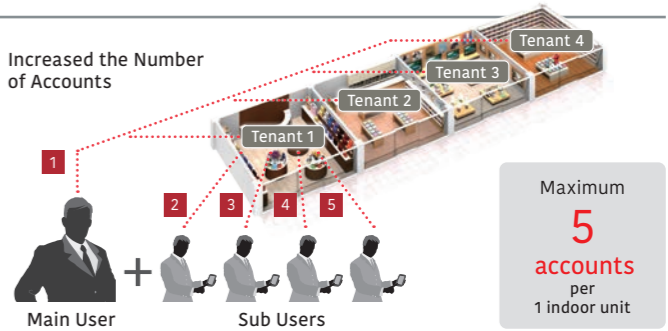 Increased the Number
of Accounts
Tenant 4
Tenant 3
Tenant 2
Tenant 1
1
2
3
4
5
+
Main User
Sub Users
Maximum
5
accounts
per
1 indoor unit